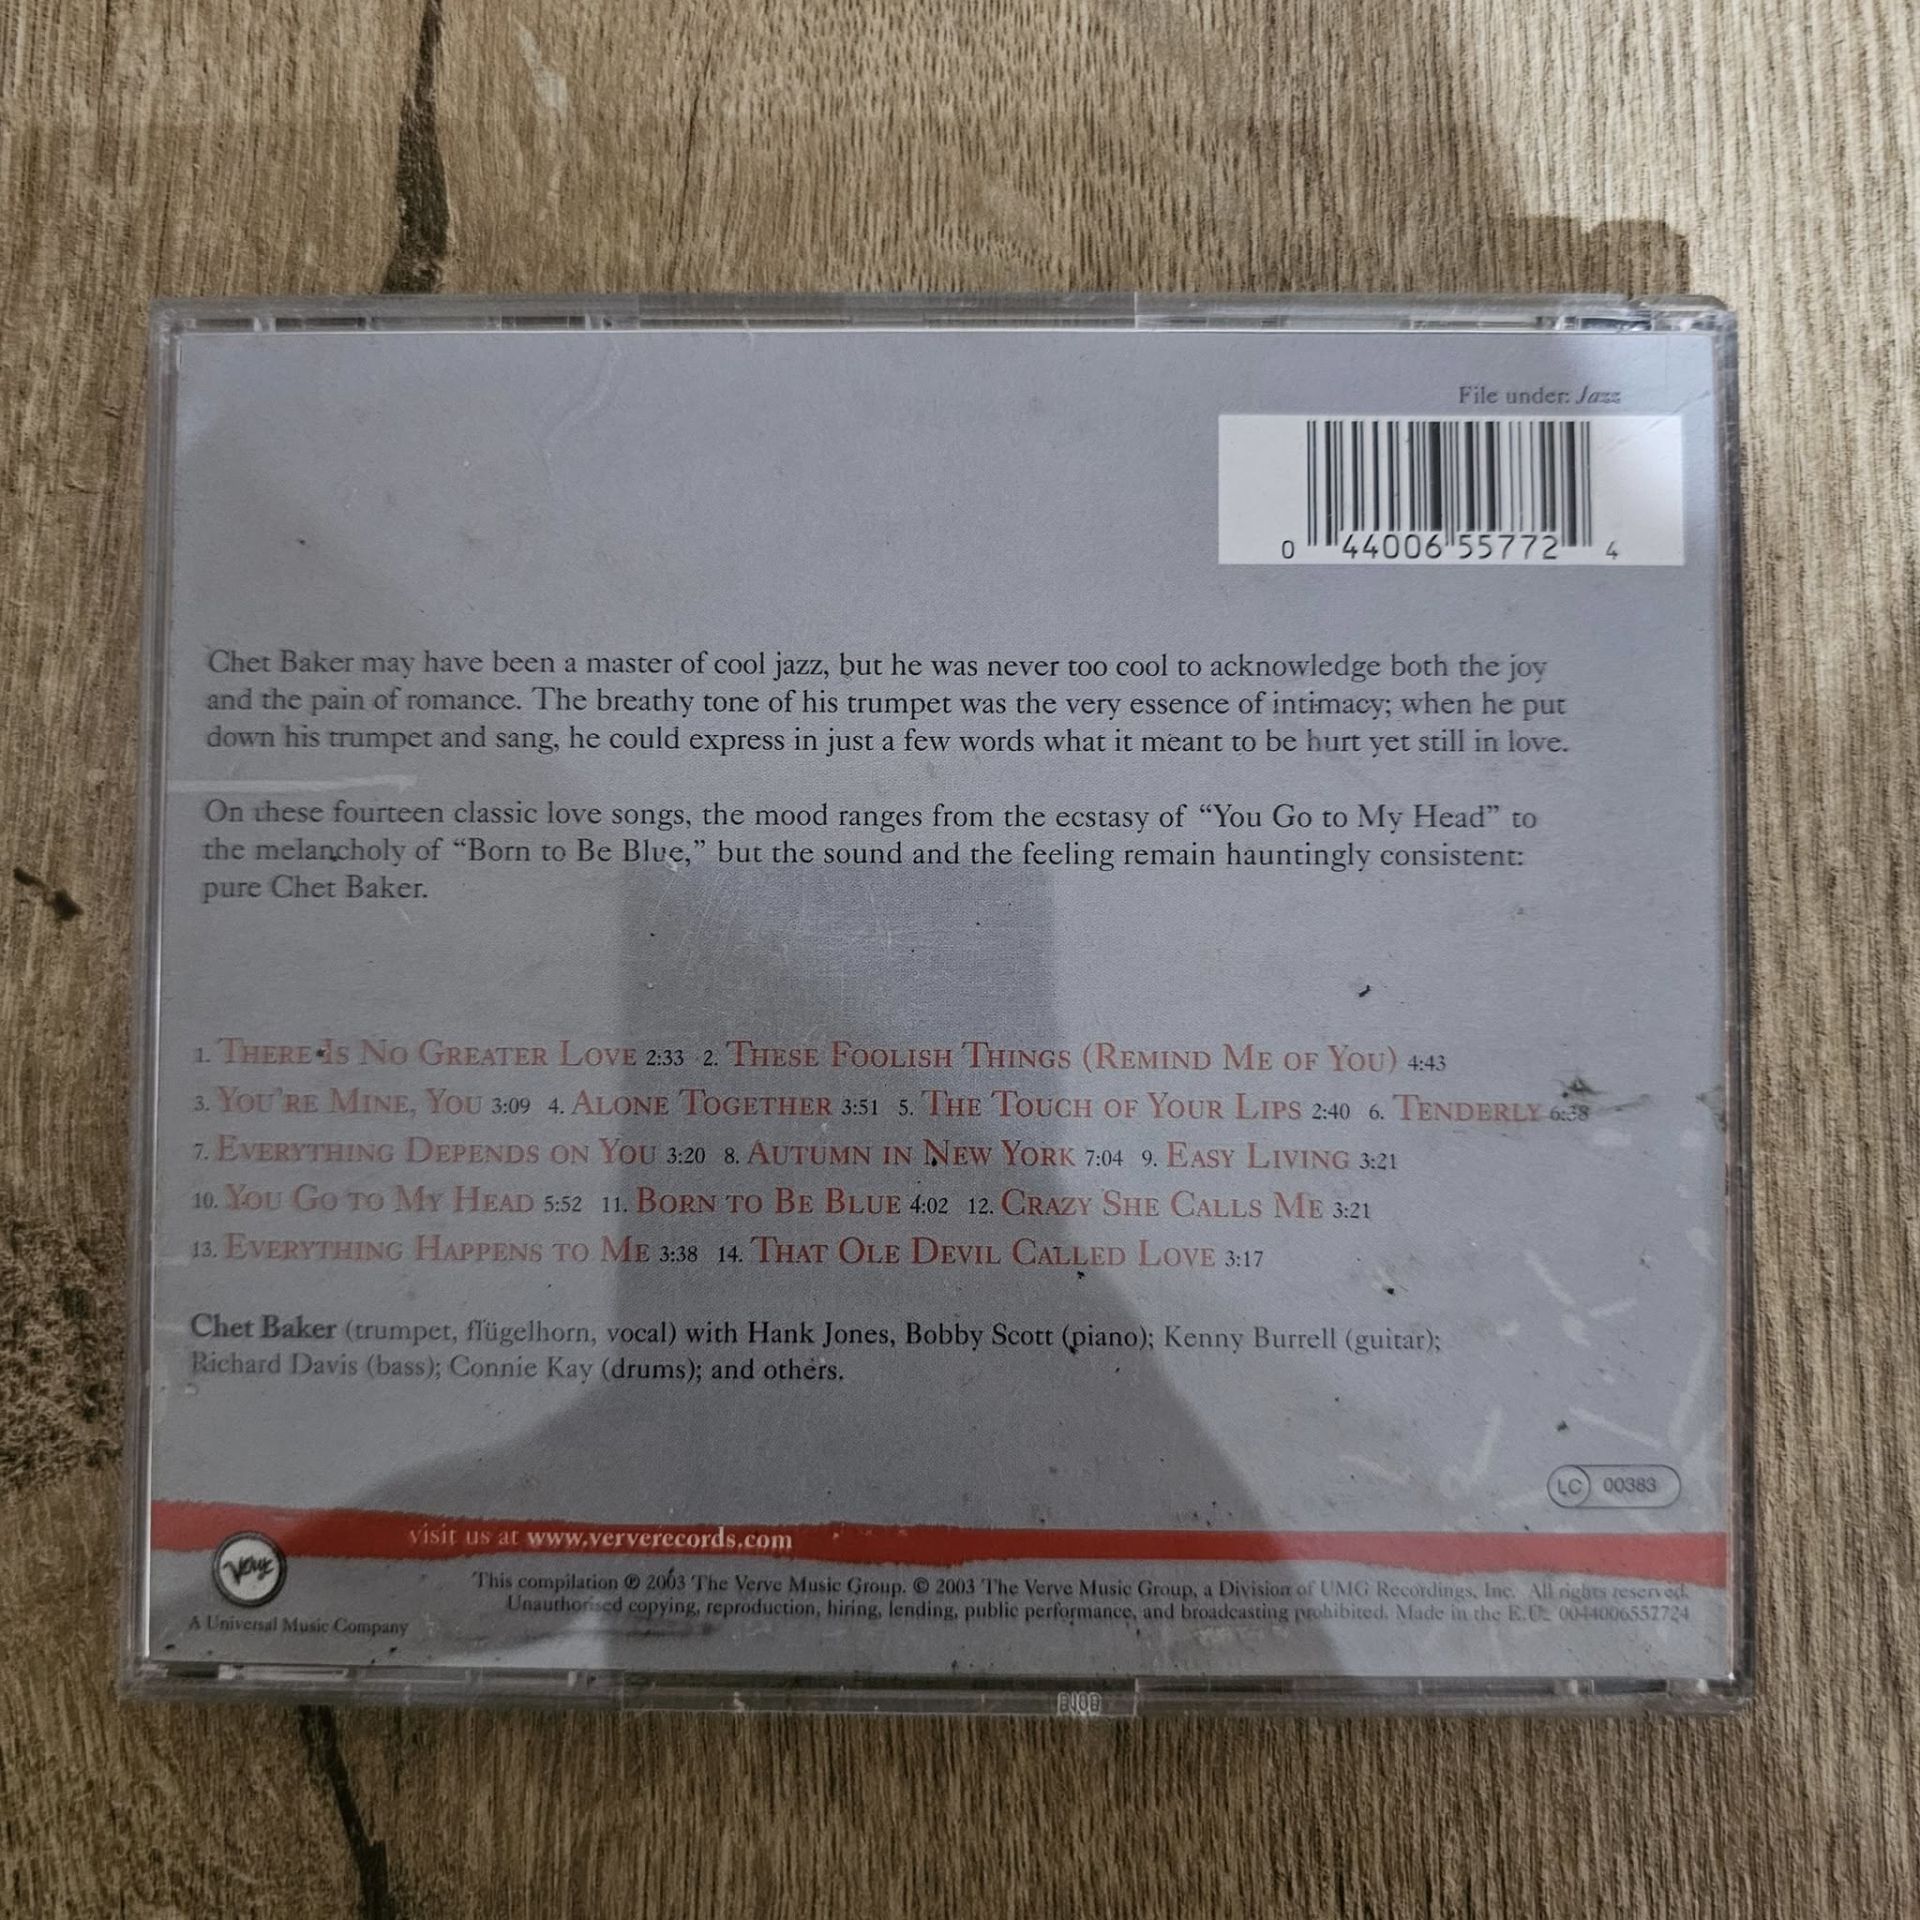 File under: Jazz
0 44006 55772 4
Chet Baker may have been a master of cool jazz, but he was never too cool to acknowledge both the joy
and the pain of romance. The breathy tone of his trumpet was the very essence of intimacy; when he put
down his trumpet and sang, he could express in just a few words what it meant to be hurt yet still in love.
On these fourteen classic love songs, the mood ranges from the ecstasy of “You Go to My Head” to
the melancholy of “Born to Be Blue,” but the sound and the feeling remain hauntingly consistent:
pure Chet Baker.
1. THERE IS NO GREATER LOVE 2:33 2. THESE FOOLISH THINGS (REMIND ME OF YOU) 4:43
3. YOU'RE MINE, YOU 3:09 4. ALONE TOGETHER 3:51 5. THE TOUCH OF YOUR LIPS 2:40 6. TENDERLY 6:38
7. EVERYTHING DEPENDS ON YOU 3:20 8. AUTUMN IN NEW YORK 7:04 9. EASY LIVING 3:21
10. YOU GO TO MY HEAD 5:52 11. BORN TO BE BLUE 4:02 12. CRAZY SHE CALLS ME 3:21
13. EVERYTHING HAPPENS TO ME 3:38 14. THAT OLE DEVIL CALLED LOVE 3:17
Chet Baker (trumpet, flügelhorn, vocal) with Hank Jones, Bobby Scott (piano); Kenny Burrell (guitar);
Richard Davis (bass); Connie Kay (drums); and others.
LC 00383
visit us at www.ververecords.com
Verve
This compilation ℗ 2003 The Verve Music Group. © 2003 The Verve Music Group, a Division of UMG Recordings, Inc. All rights reserved.
Unauthorised copying, reproduction, hiring, lending, public performance, and broadcasting prohibited. Made in the E.U. 0044006557724
A Universal Music Company